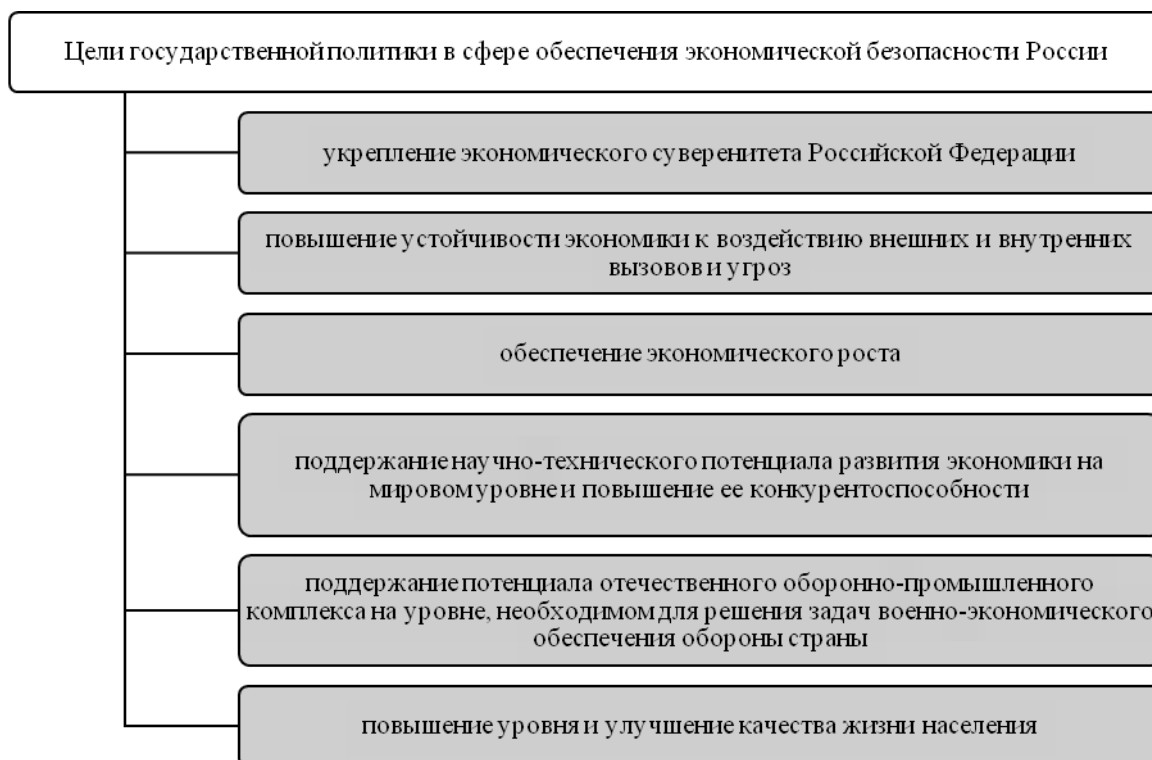 Цели государственной политики в сфере обеспечения экономической безопасности России
укрепление экономического суверенитета Российской Федерации
повышение устойчивости экономики к воздействию внешних и внутренних
вызовов и угроз
обеспечение экономического роста
поддержание научно-технического потенциала развития экономики на
мировом уровне и повышение ее конкурентоспособности
поддержание потенциала отечественного оборонно-промышленного
комплекса на уровне, необходимом для решения задач военно-экономического
обеспечения обороны страны
повышение уровня и улучшение качества жизни населения